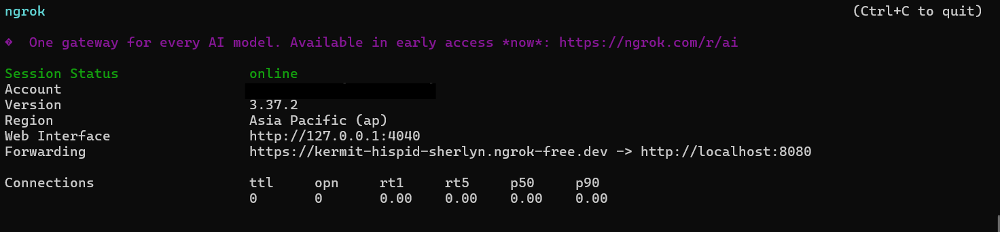 ngrok (Ctrl+C to quit)
� One gateway for every AI model. Available in early access *now*: https://ngrok.com/r/ai
Session Status online
Account
Version 3.37.2
Region Asia Pacific (ap)
Web Interface http://127.0.0.1:4040
Forwarding https://kermit-hispid-sherlyn.ngrok-free.dev -> http://localhost:8080
Connections ttl opn rt1 rt5 p50 p90
0 0 0.00 0.00 0.00 0.00